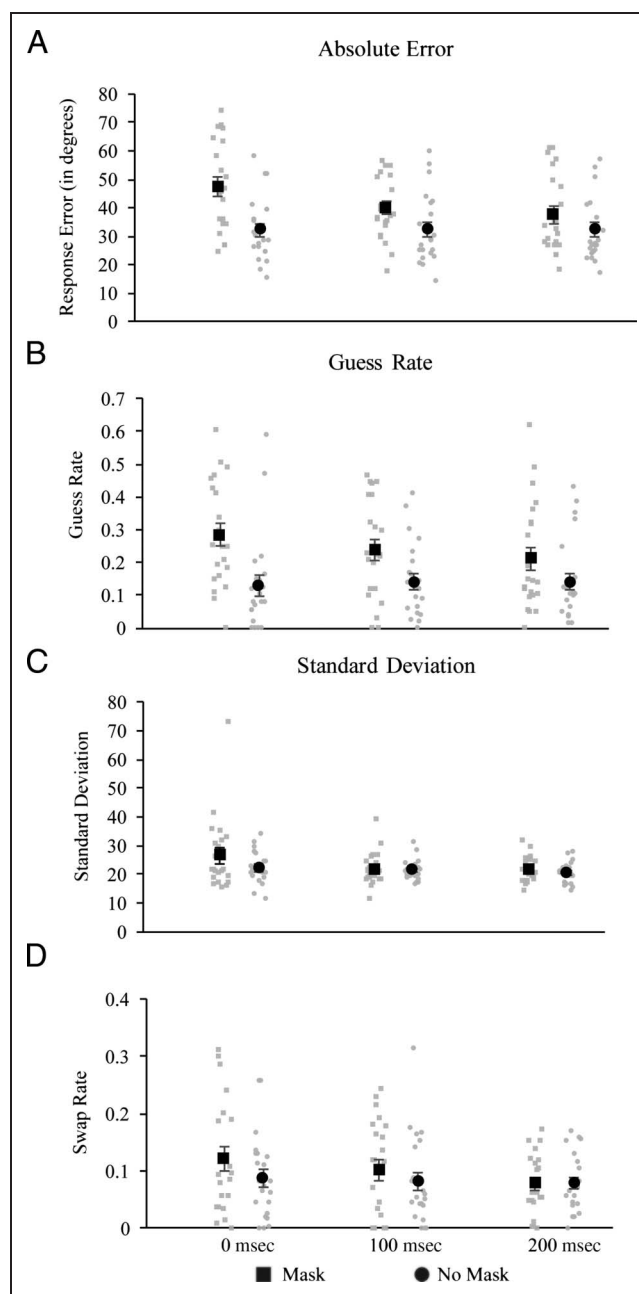 A
Absolute Error
Response Error (in degrees)
80
70
60
50
40
30
20
10
0
B
Guess Rate
Guess Rate
0.7
0.6
0.5
0.4
0.3
0.2
0.1
0
C
Standard Deviation
Standard Deviation
80
70
60
50
40
30
20
10
0
D
Swap Rate
0.4
0.3
0.2
0.1
0
0 msec 100 msec 200 msec
Mask No Mask